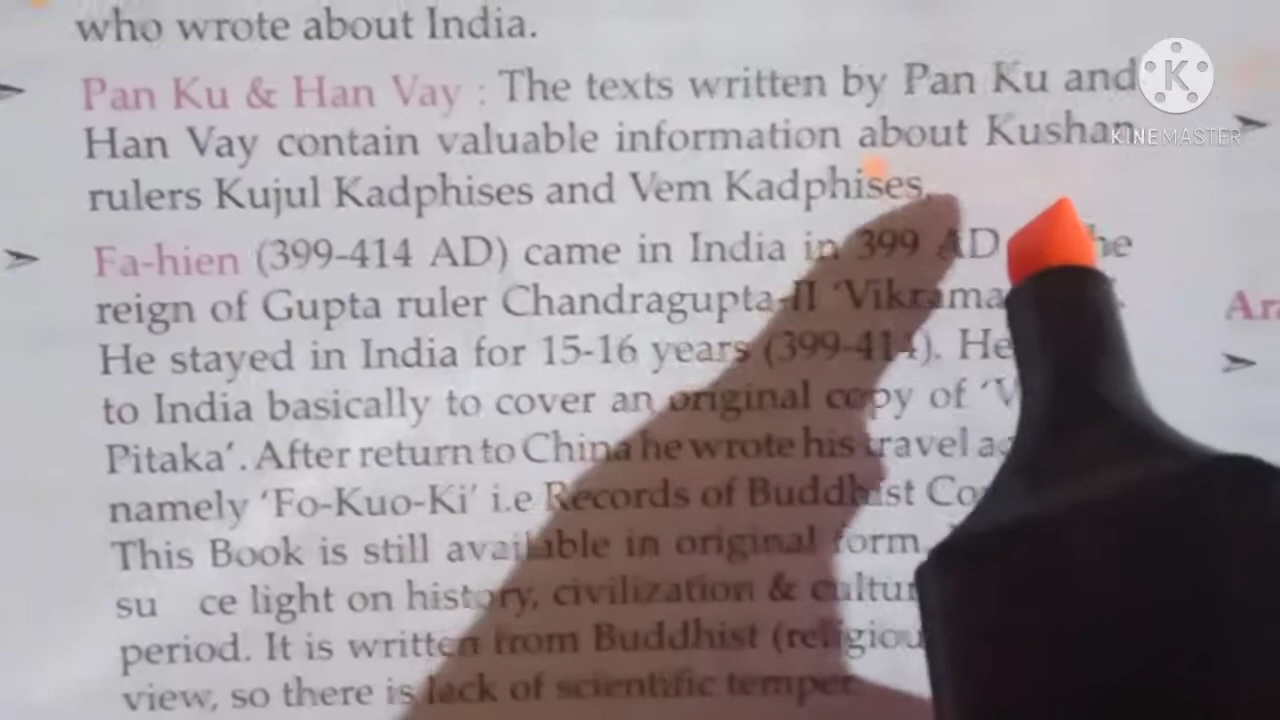 who wrote about India.
Pan Ku & Han Vay : The texts written by Pan Ku and
Han Vay contain valuable information about Kushan
rulers Kujul Kadphises and Vem Kadphises.
Fa-hien (399-414 AD) came in India in 399 AD
reign of Gupta ruler Chandragupta-II
He stayed in India for 15-16 years (399-414). He
to India basically to cover an original copy of
Pitaka'. After return to China he wrote his travel
namely 'Fo-Kuo-Ki' i.e Records of Buddhist
This Book is still available in original form.
su ce light on history, civilization &
period. It is written from Buddhist
view, so there is lack of scientific temper
K
KINEMASTER